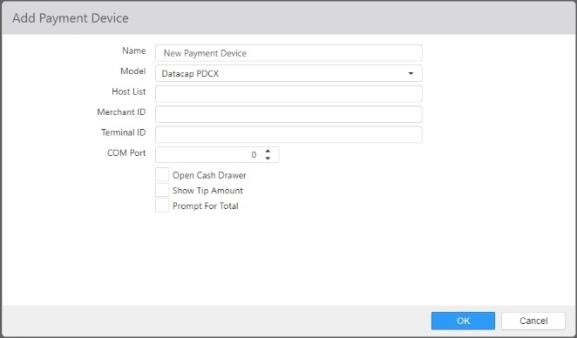 Add Payment Device
Name New Payment Device
Model Datacap PDCX
Host List
Merchant ID
Terminal ID
COM Port 0
Open Cash Drawer
Show Tip Amount
Prompt For Total
OK Cancel